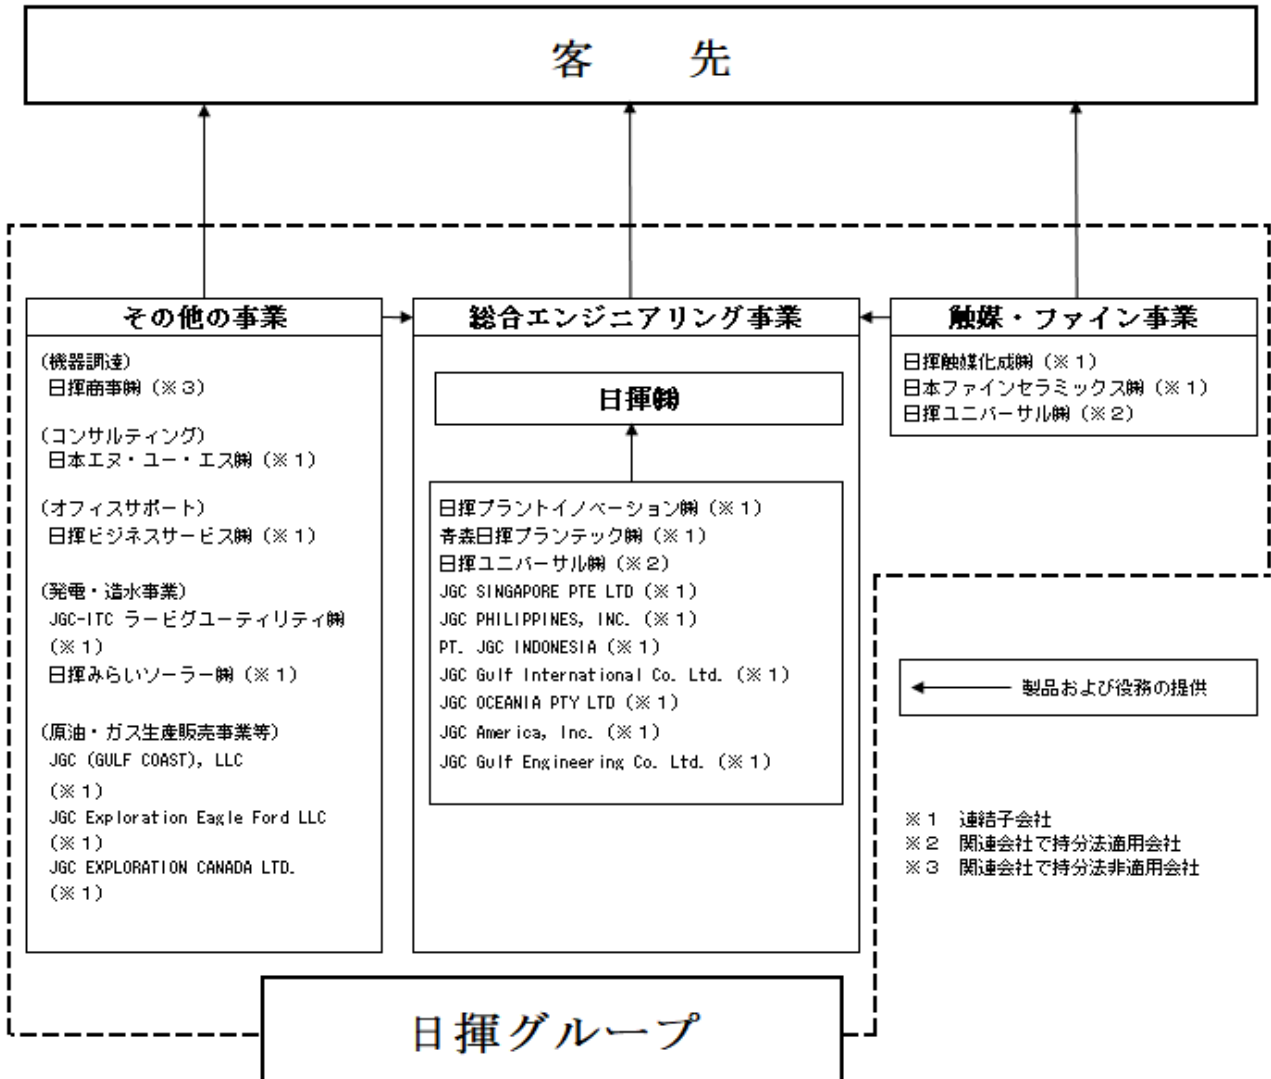 客　　先
その他の事業
(機器調達)
日揮商事㈱ (※３)
(コンサルティング)
日本エヌ・ユー・エス㈱ (※１)
(オフィスサポート)
日揮ビジネスサービス㈱ (※１)
(発電・造水事業)
JGC-ITC ラービグユーティリティ㈱
(※１)
日揮みらいソーラー㈱ (※１)
(原油・ガス生産販売事業等)
JGC (GULF COAST), LLC
(※１)
JGC Exploration Eagle Ford LLC
(※１)
JGC EXPLORATION CANADA LTD.
(※１)
総合エンジニアリング事業
日揮㈱
日揮プラントイノベーション㈱ (※１)
青森日揮プランテック㈱ (※１)
日揮ユニバーサル㈱ (※２)
JGC SINGAPORE PTE LTD (※１)
JGC PHILIPPINES, INC. (※１)
PT. JGC INDONESIA (※１)
JGC Gulf International Co. Ltd. (※１)
JGC OCEANIA PTY LTD (※１)
JGC America, Inc. (※１)
JGC Gulf Engineering Co. Ltd. (※１)
触媒・ファイン事業
日揮触媒化成㈱ (※１)
日本ファインセラミックス㈱ (※１)
日揮ユニバーサル㈱ (※２)
製品および役務の提供
※１　連結子会社
※２　関連会社で持分法適用会社
※３　関連会社で持分法非適用会社
日揮グループ